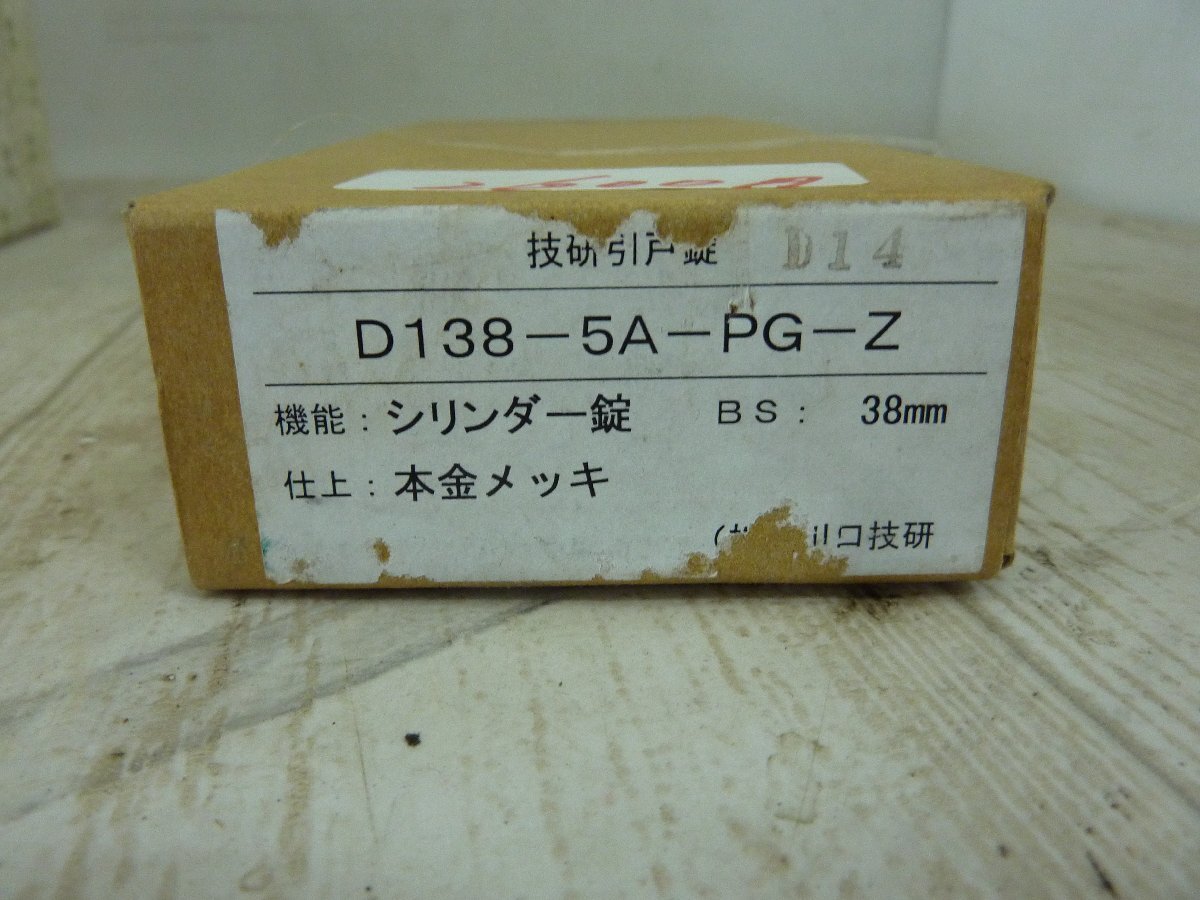 技研引戸錠 D14
D138-5A-PG-Z
機能: シリンダー錠 BS: 38mm
仕上: 本金メッキ
口技研